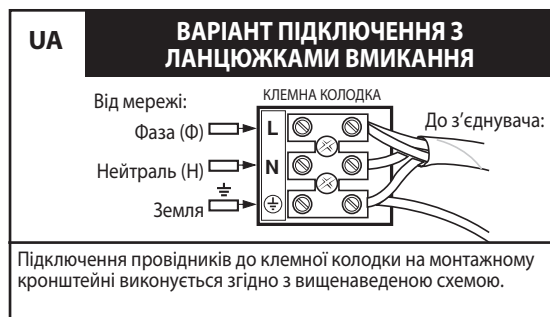 UA
ВАРІАНТ ПІДКЛЮЧЕННЯ З
ЛАНЦЮЖКАМИ ВМИКАННЯ
Від мережі:
КЛЕМНА КОЛОДКА
Фаза (Ф)
L
До з’єднувача:
Нейтраль (Н)
N
Земля
Підключення провідників до клемної колодки на монтажному
кронштейні виконується згідно з вищенаведеною схемою.